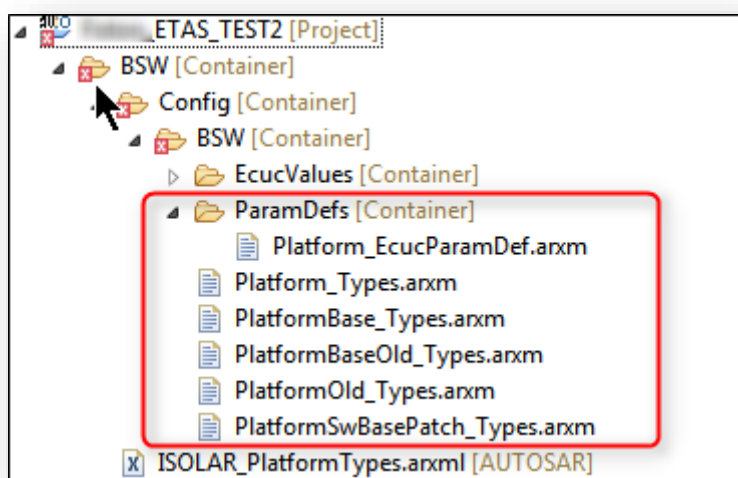 _ETAS_TEST2 [Project]
BSW [Container]
Config [Container]
BSW [Container]
EcucValues [Container]
ParamDefs [Container]
Platform_EcucParamDef.arxm
Platform_Types.arxm
PlatformBase_Types.arxm
PlatformBaseOld_Types.arxm
PlatformOld_Types.arxm
PlatformSwBasePatch_Types.arxm
ISOLAR_PlatformTypes.arxml [AUTOSAR]